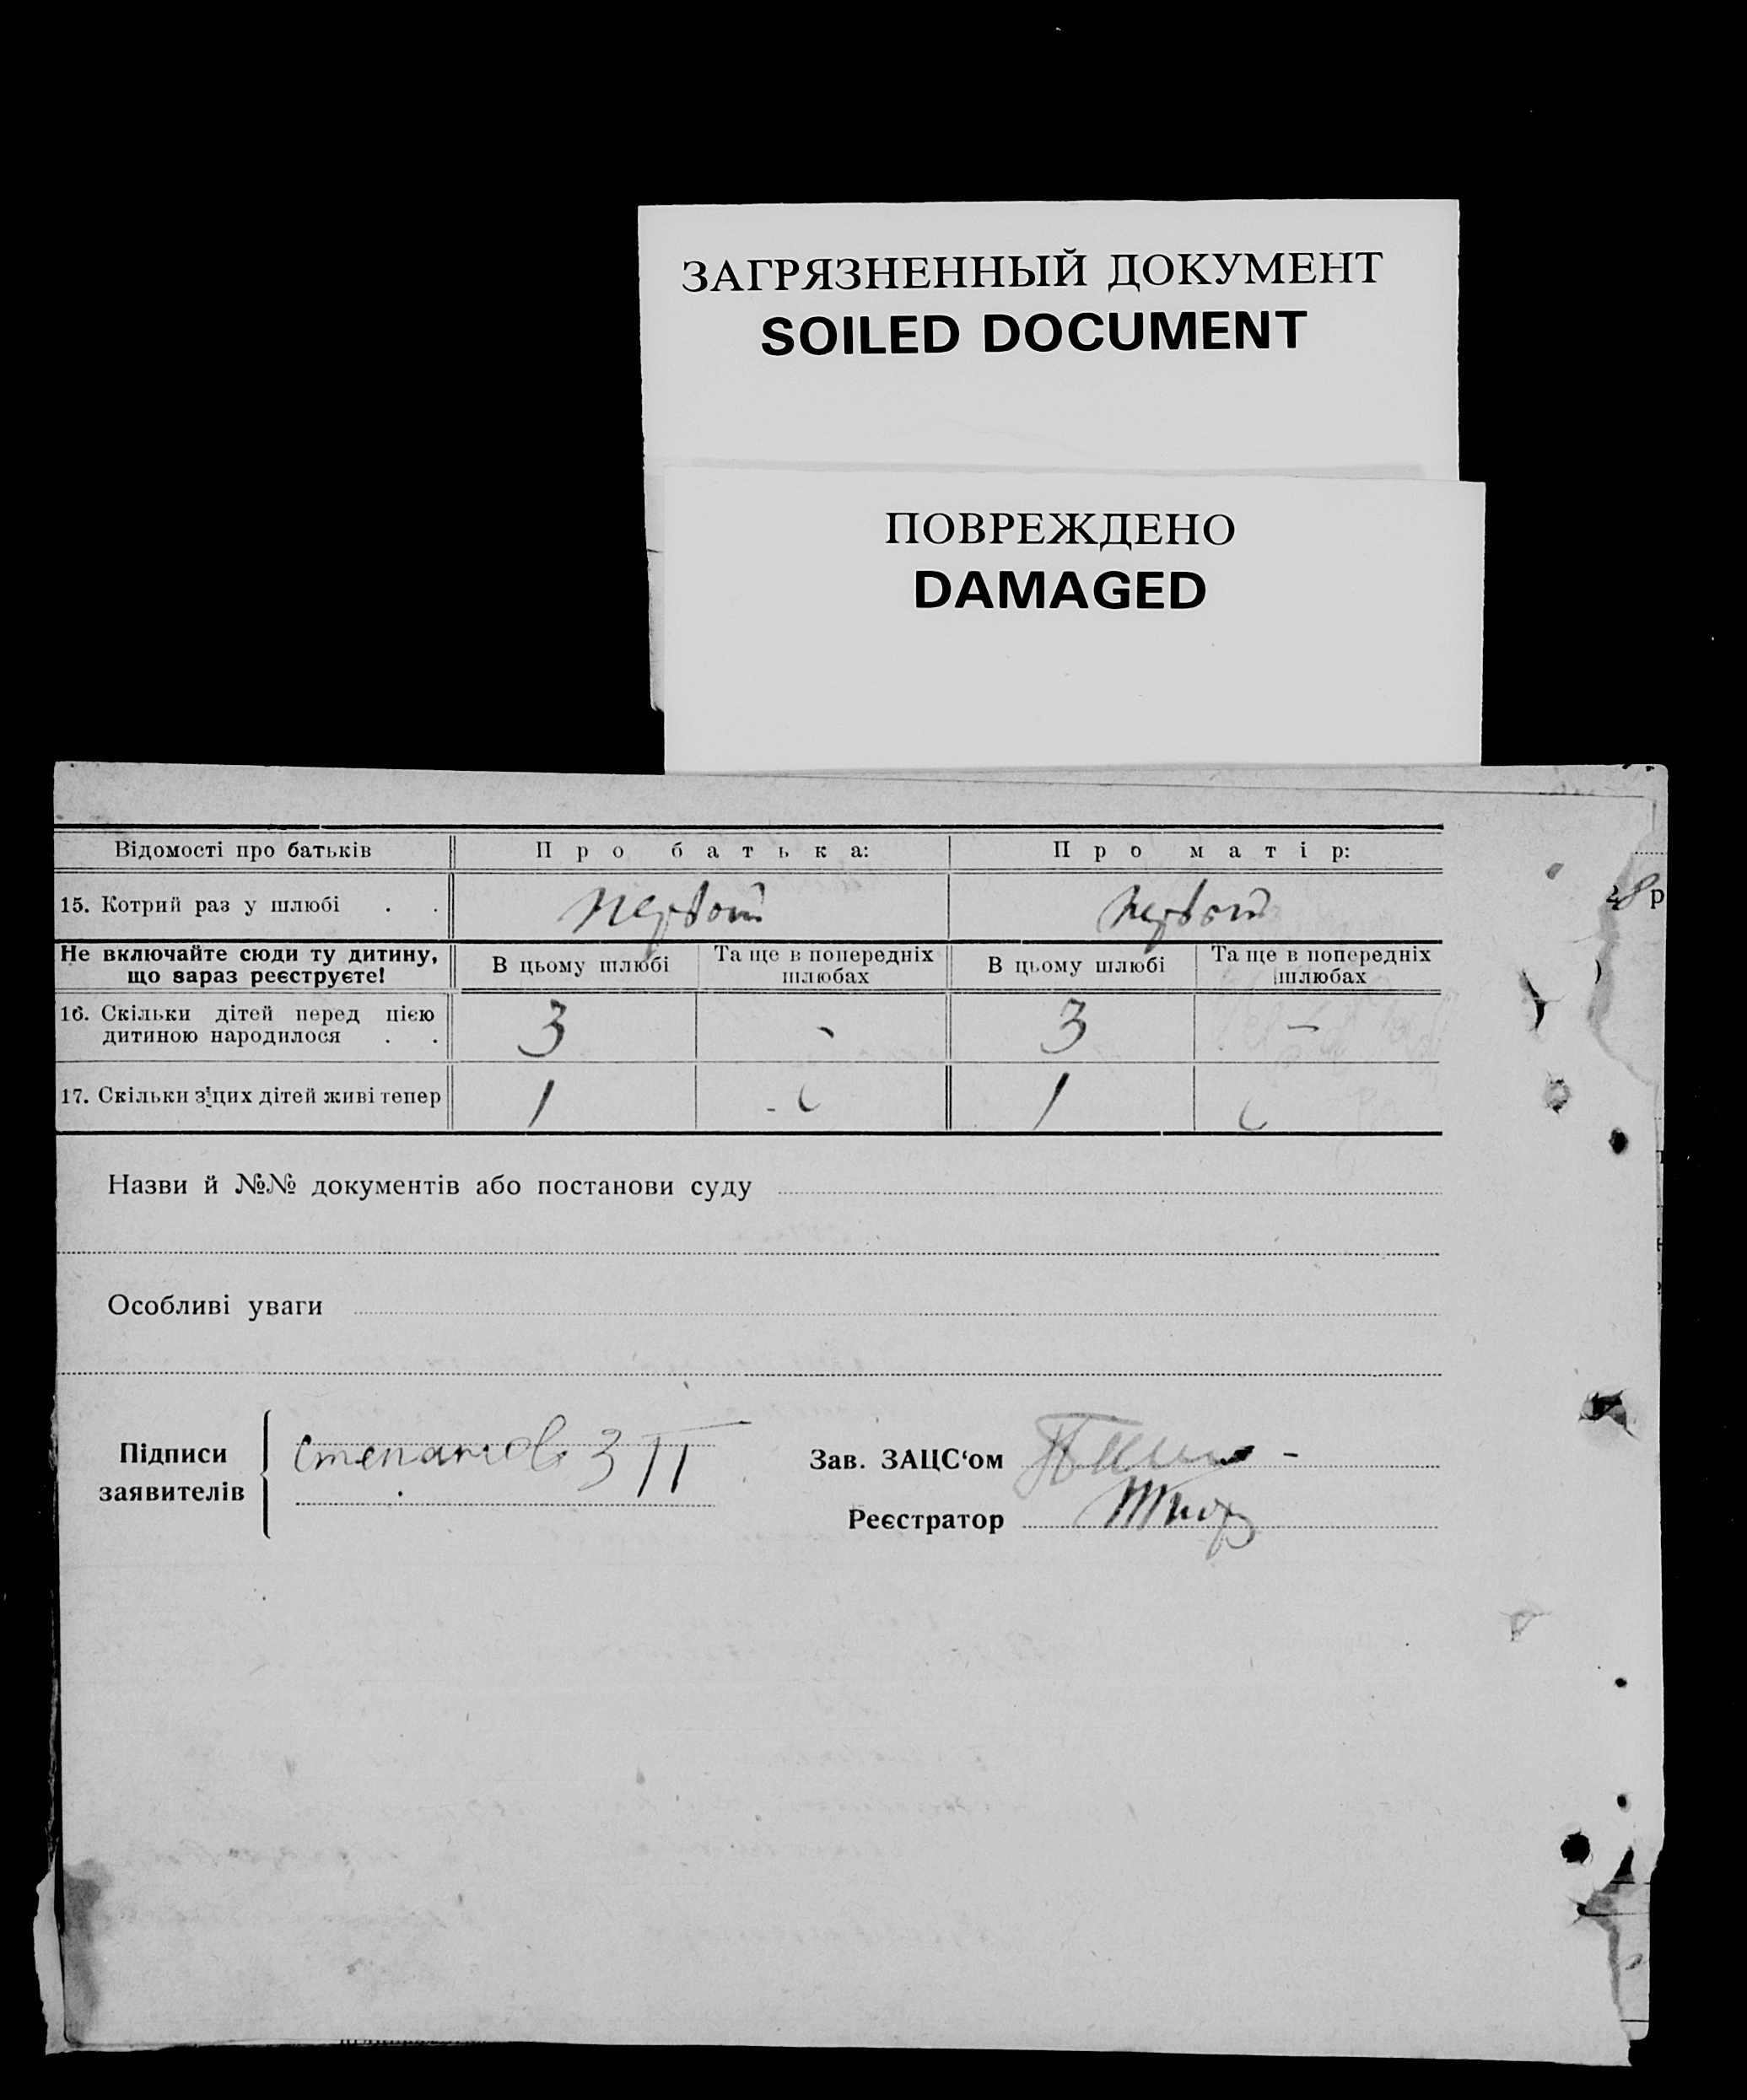 ЗАГРЯЗНЕННЫЙ ДОКУМЕНТ
SOILED DOCUMENT
ПОВРЕЖДЕНО
DAMAGED
Відомості про батьків Про батька: Про матір:
15. Котрий раз у шлюбі . . первый первый
28 р
Не включайте сюди ту дитину,
що зараз реєструєте!
В цьому шлюбі
Та ще в попередніх
шлюбах
В цьому шлюбі
Та ще в попередніх
шлюбах
16. Скільки дітей перед цією
дитиною народилося . . 3 - 3 -
17. Скільки з цих дітей живі тепер 1 1
Назви й №№ документів або постанови суду
Особливі уваги
Підписи
заявителів
Степанов З П
Зав. ЗАЦС‘ом
Реєстратор